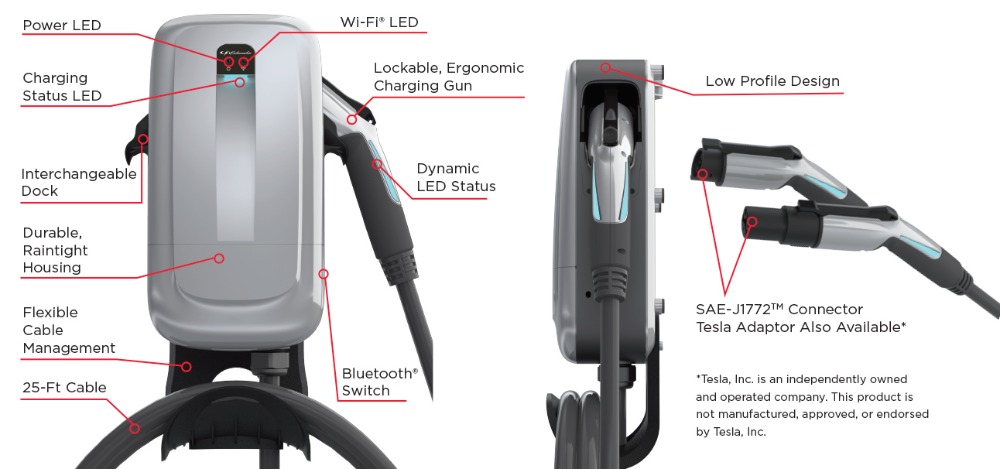 Power LED
Wi-Fi® LED
Charging
Status LED
Lockable, Ergonomic
Charging Gun
Interchangeable
Dock
Dynamic
LED Status
Durable,
Raintight
Housing
Flexible
Cable
Management
25-Ft Cable
Bluetooth®
Switch
Low Profile Design
SAE-J1772™ Connector
Tesla Adaptor Also Available*
*Tesla, Inc. is an independently owned
and operated company. This product is
not manufactured, approved, or endorsed
by Tesla, Inc.